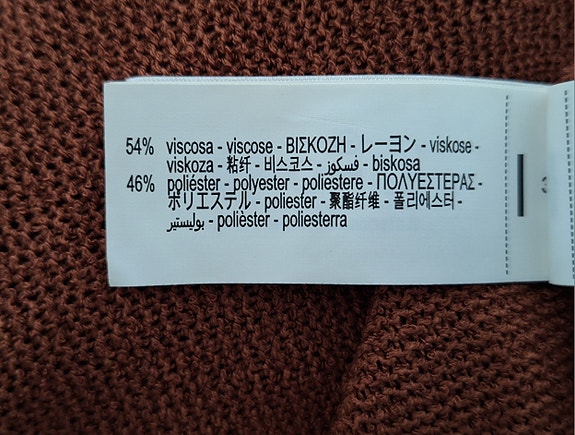 54% viscosa - viscose - ΒΙΣΚΟΖΗ - レーヨン - viskose -
viskoza - 粘纤 - 비스코스 - فسكوز - biskosa
46% poliéster - polyester - poliestere - ΠΟΛΥΕΣΤΕΡΑΣ -
ポリエステル - poliester - 聚酯纤维 - 폴리에스터 -
بوليستير - polièster - poliesterra